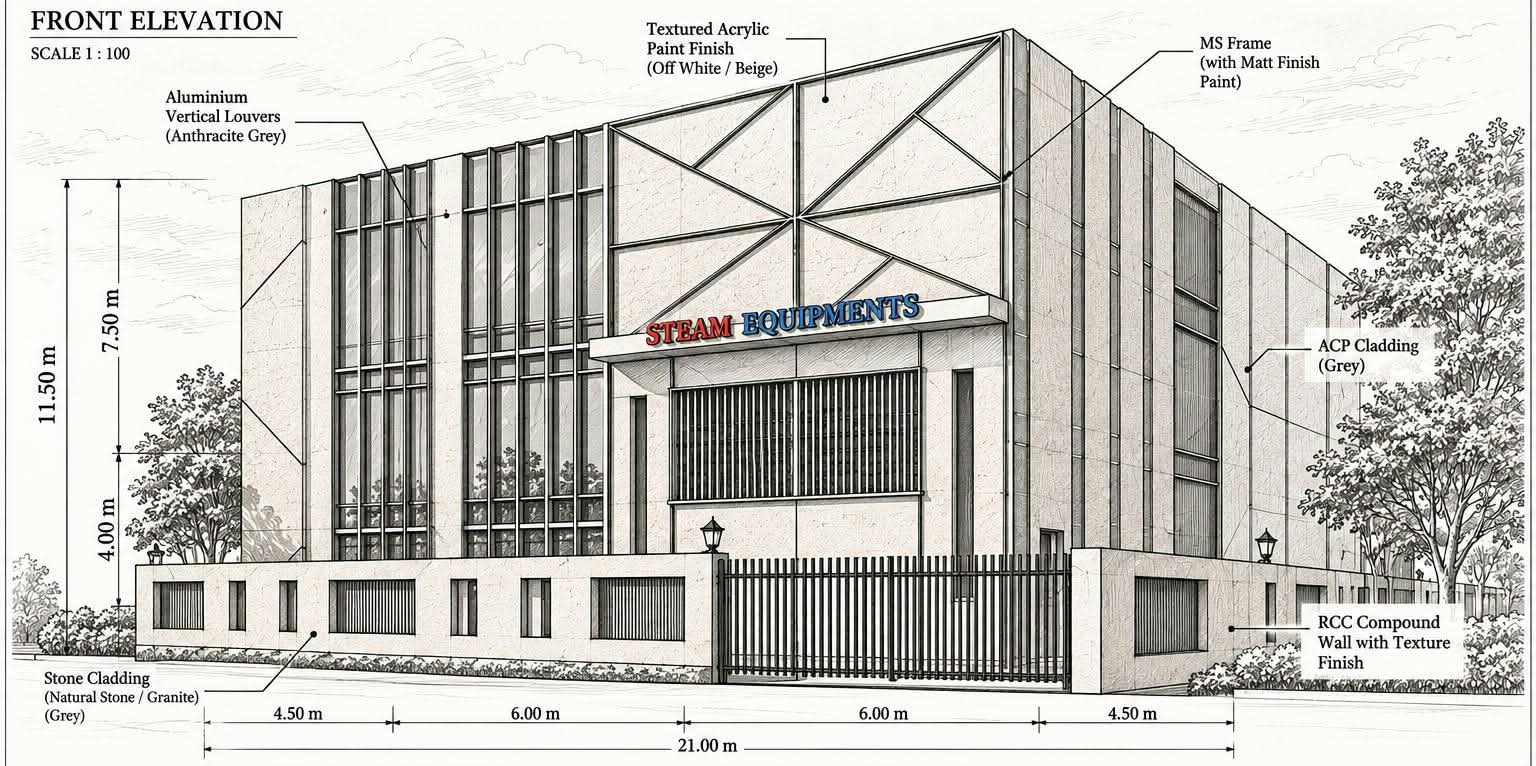 FRONT ELEVATION
SCALE 1 : 100
Textured Acrylic
Paint Finish
(Off White / Beige)
MS Frame
(with Matt Finish
Paint)
Aluminium
Vertical Louvers
(Anthracite Grey)
7.50 m
11.50 m
4.00 m
STEAM EQUIPMENTS
ACP Cladding
(Grey)
RCC Compound
Wall with Texture
Finish
Stone Cladding
(Natural Stone / Granite)
(Grey)
4.50 m
6.00 m
6.00 m
4.50 m
21.00 m